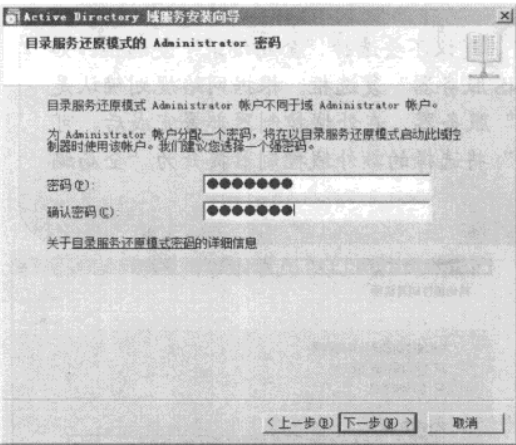 Active Directory 域服务安装向导
目录服务还原模式的 Administrator 密码
目录服务还原模式 Administrator 帐户不同于域 Administrator 帐户。
为 Administrator 帐户分配一个密码，将在以目录服务还原模式启动此域控
制器时使用该帐户。我们建议您选择一个强密码。
密码(P):
●●●●●●●
确认密码(C):
●●●●●●●
关于目录服务还原模式密码的详细信息
< 上一步(B) 下一步(N) > 取消